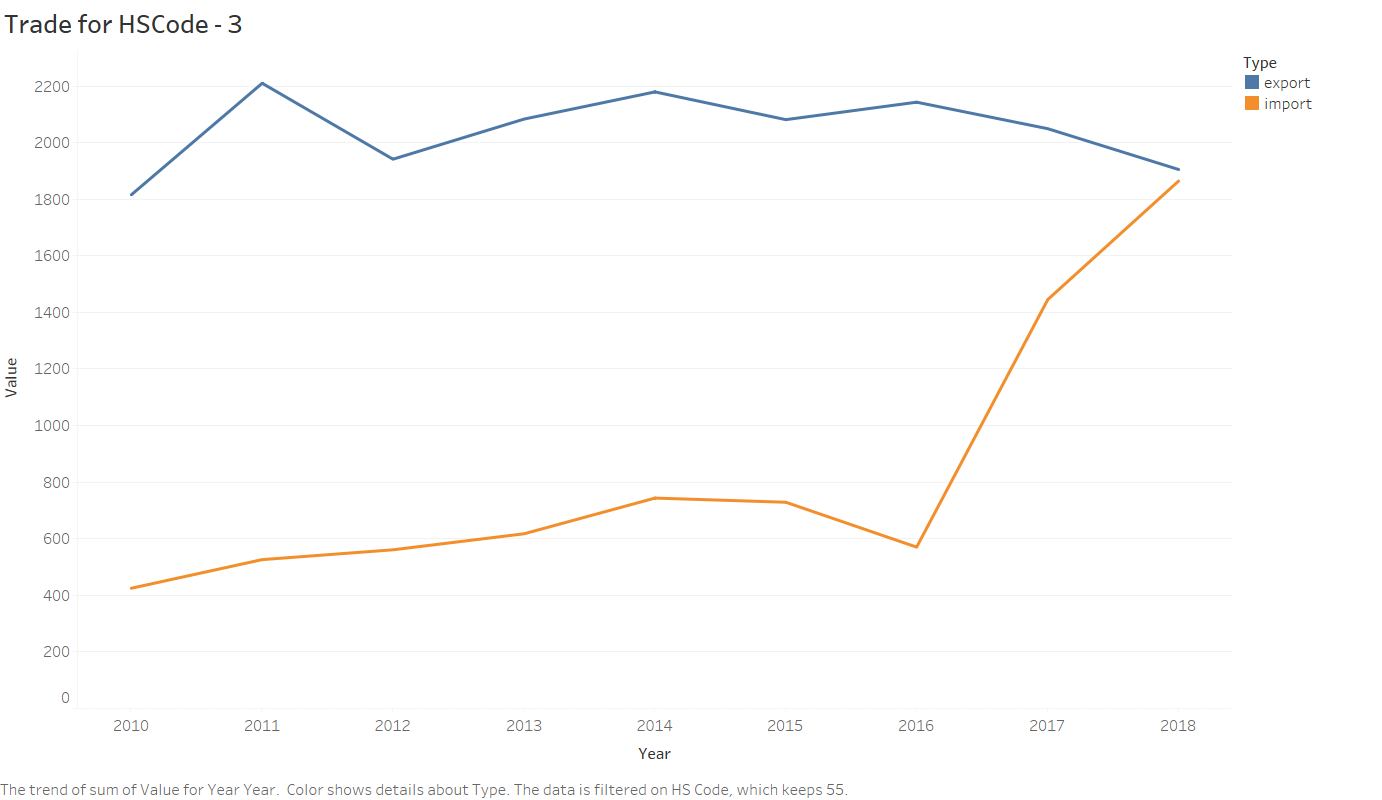 Trade for HSCode - 3
Type
export
import
Value
2200
2000
1800
1600
1400
1200
1000
800
600
400
200
0
2010 2011 2012 2013 2014 2015 2016 2017 2018
Year
The trend of sum of Value for Year Year. Color shows details about Type. The data is filtered on HS Code, which keeps 55.